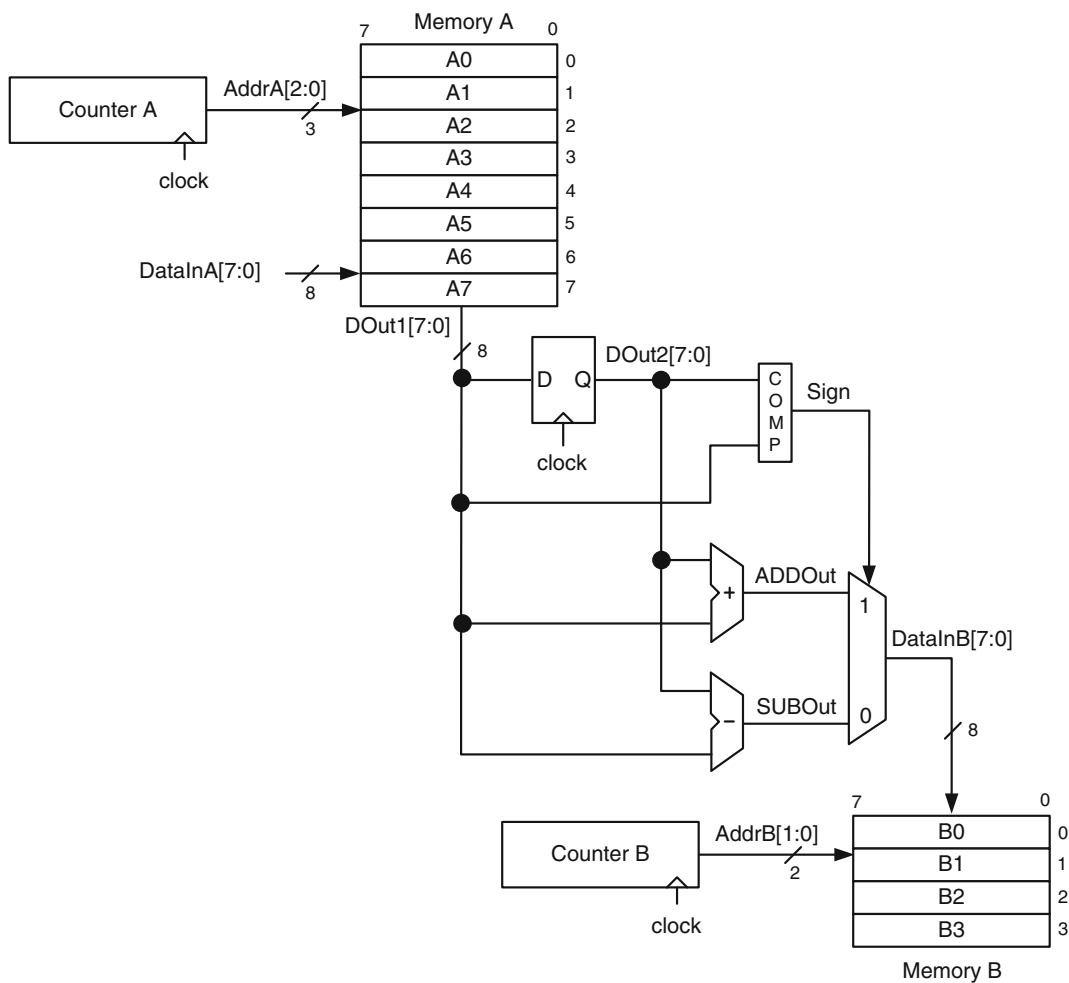 Memory A
7 0
A0 0
A1 1
A2 2
A3 3
A4 4
A5 5
A6 6
A7 7
Counter A
clock
AddrA[2:0]
3
DataInA[7:0]
8
DOut1[7:0]
8
D Q
clock
DOut2[7:0]
COMP
Sign
+
ADDOut
-
SUBOut
1
0
DataInB[7:0]
8
Counter B
clock
AddrB[1:0]
2
7 0
B0 0
B1 1
B2 2
B3 3
Memory B